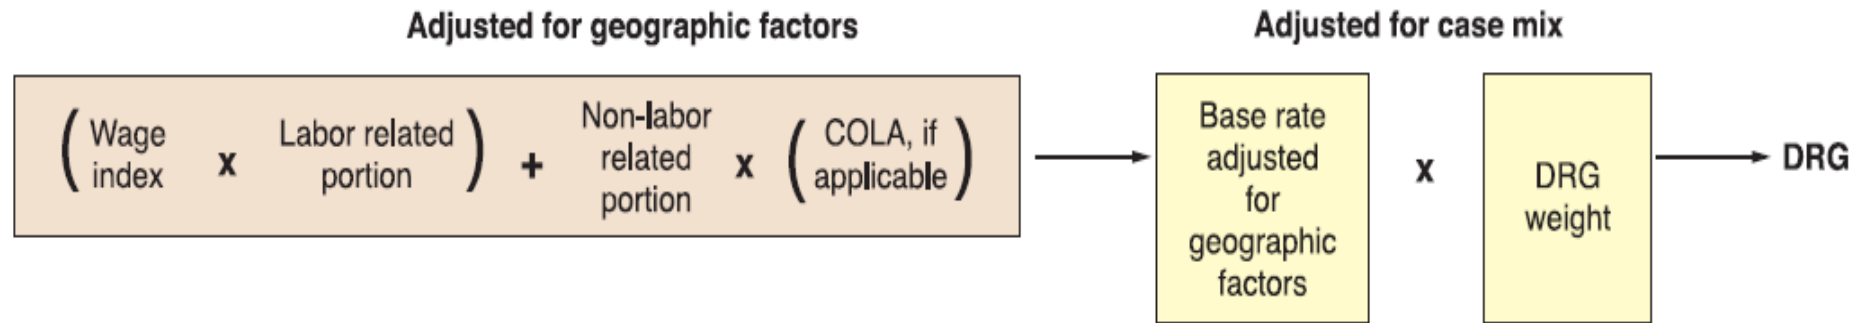 Adjusted for geographic factors
Adjusted for case mix
( Wage
index
x
Labor related )
portion
+
Non-labor
related
portion
x
( COLA, if )
applicable
Base rate
adjusted
for
geographic
factors
x
DRG
weight
DRG